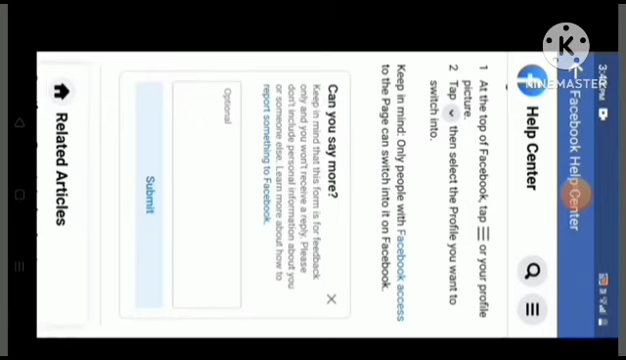 3:40PM
Facebook Help Center
KINEMASTER
Help Center
1 At the top of Facebook, tap ☰ or your profile
picture.
2 Tap then select the Profile you want to
switch into.
Keep in mind: Only people with Facebook access
to the Page can switch into it on Facebook.
Can you say more?
Keep in mind that this form is for feedback
only and you won't receive a reply. Please
don't include personal information about you
or someone else. Learn more about how to
report something to Facebook.
Optional
Submit
Related Articles